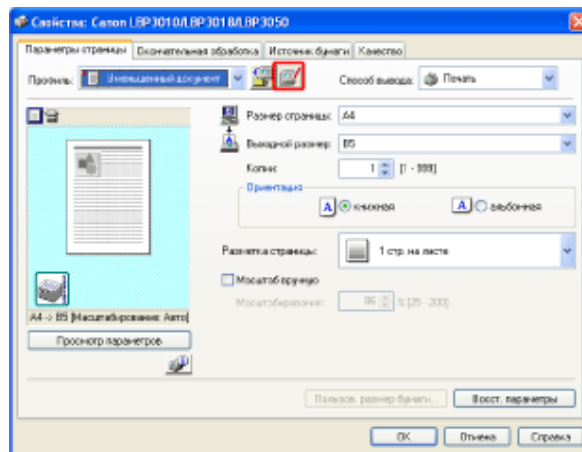 Свойства: Canon LBP3010/LBP3018/LBP3050
Параметры страницы Окончательная обработка Источник бумаги Качество
Профиль: Уменьшенный документ Способ вывода: Печать
Размер страницы: A4
Выходной размер: B5
Копии: 1 [1 - 999]
Ориентация
A книжная A альбомная
Разметка страницы: 1 стр. на листе
Масштаб вручную
Масштабирование: % [25 - 200]
A4 -> B5 [Масштабирование: Авто]
Просмотр параметров
Пользов. размер бумаги... Восст. параметры
OK Отмена Справка